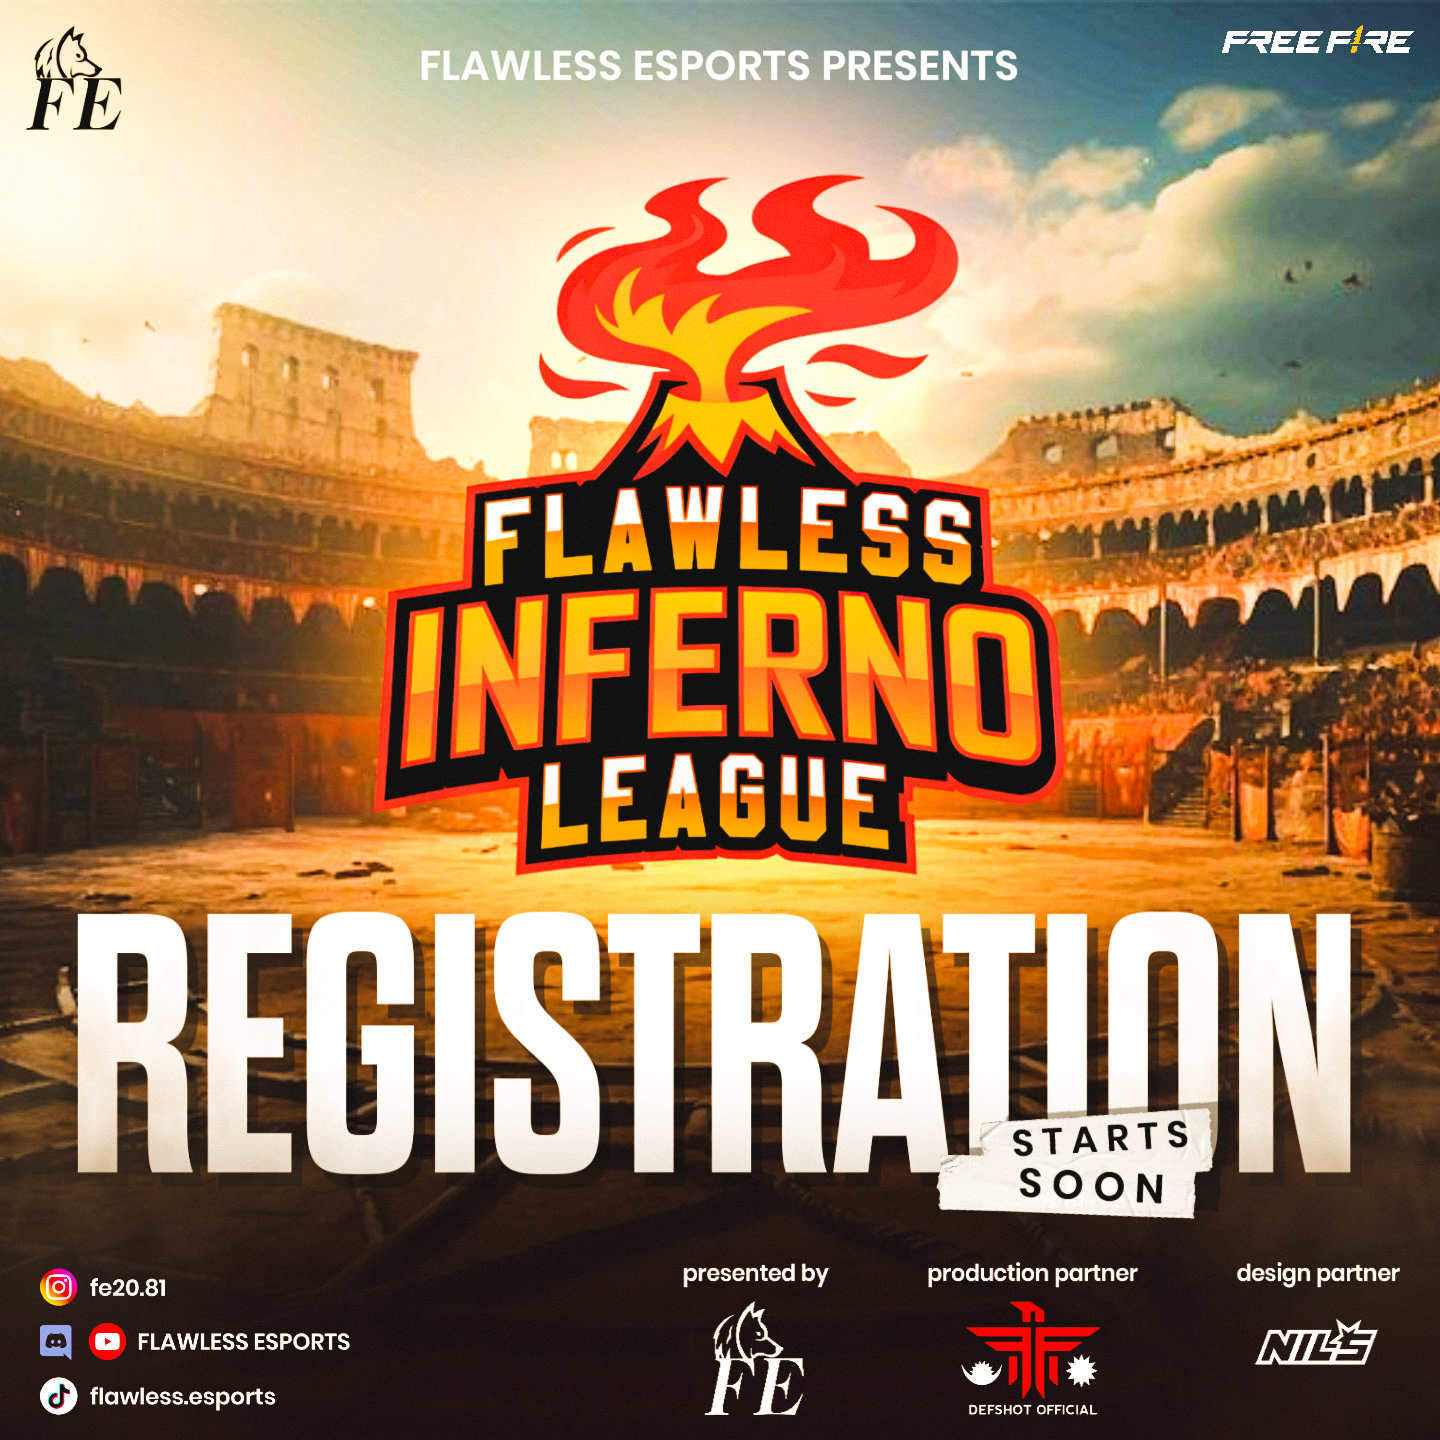 FE
FLAWLESS ESPORTS PRESENTS
FREE FIRE
FLAWLESS
INFERNO
LEAGUE
REGISTRATION
STARTS
SOON
fe20.81
FLAWLESS ESPORTS
flawless.esports
presented by
FE
production partner
DEFSHOT OFFICIAL
design partner
NIL'S